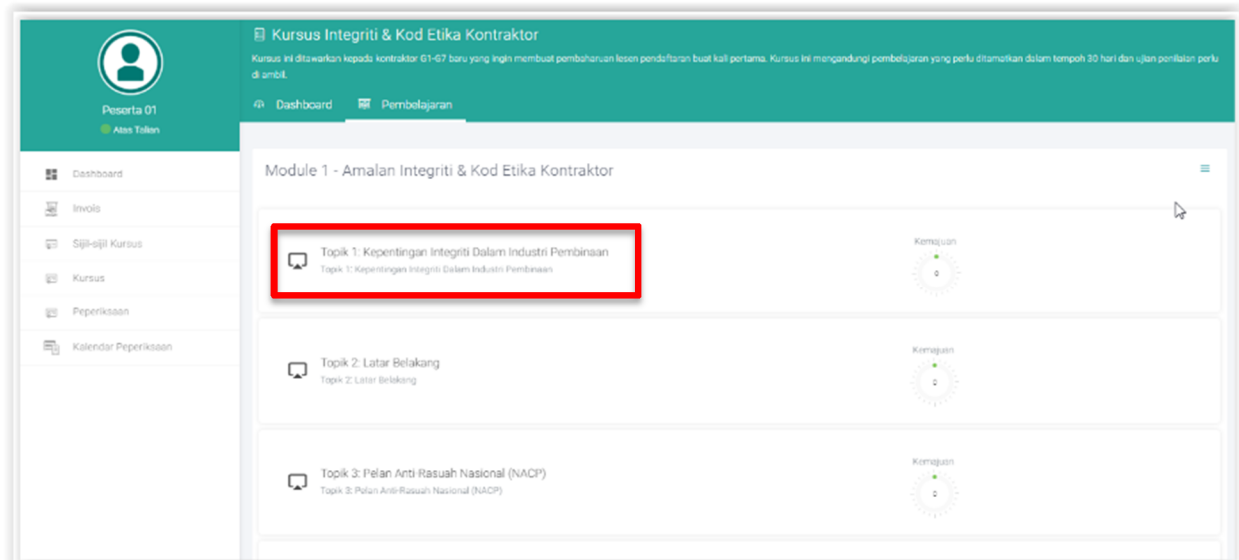 Kursus Integriti & Kod Etika Kontraktor
Kursus ini ditawarkan kepada kontraktor G1-G7 baru yang ingin membuat pembaharuan lesen pendaftaran buat kali pertama. Kursus ini mengandungi pembelajaran yang perlu ditamatkan dalam tempoh 30 hari dan ujian penilaian perlu
di ambil.
Dashboard Pembelajaran
Peserta 01
Atas Talian
Dashboard
Invois
Sijil-sijil Kursus
Kursus
Peperiksaan
Kalendar Peperiksaan
Module 1 - Amalan Integriti & Kod Etika Kontraktor
Topik 1: Kepentingan Integriti Dalam Industri Pembinaan
Topik 1: Kepentingan Integriti Dalam Industri Pembinaan
Kemajuan
0
Topik 2: Latar Belakang
Topik 2: Latar Belakang
Kemajuan
0
Topik 3: Pelan Anti-Rasuah Nasional (NACP)
Topik 3: Pelan Anti-Rasuah Nasional (NACP)
Kemajuan
0